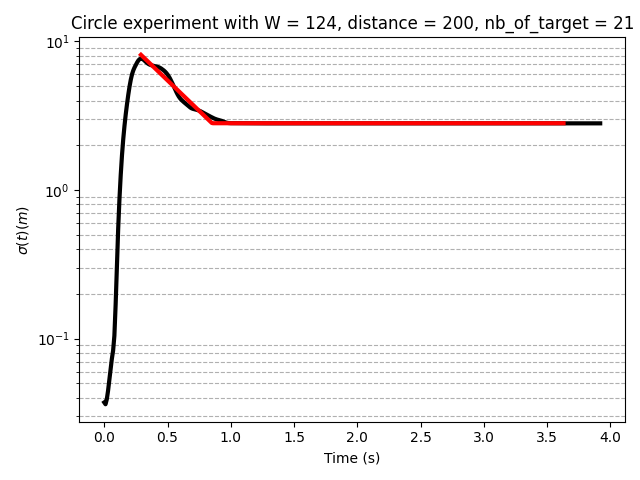 Circle experiment with W = 124, distance = 200, nb_of_target = 21
10¹
10⁰
10⁻¹
σ(t)(m)
0.0 0.5 1.0 1.5 2.0 2.5 3.0 3.5 4.0
Time (s)